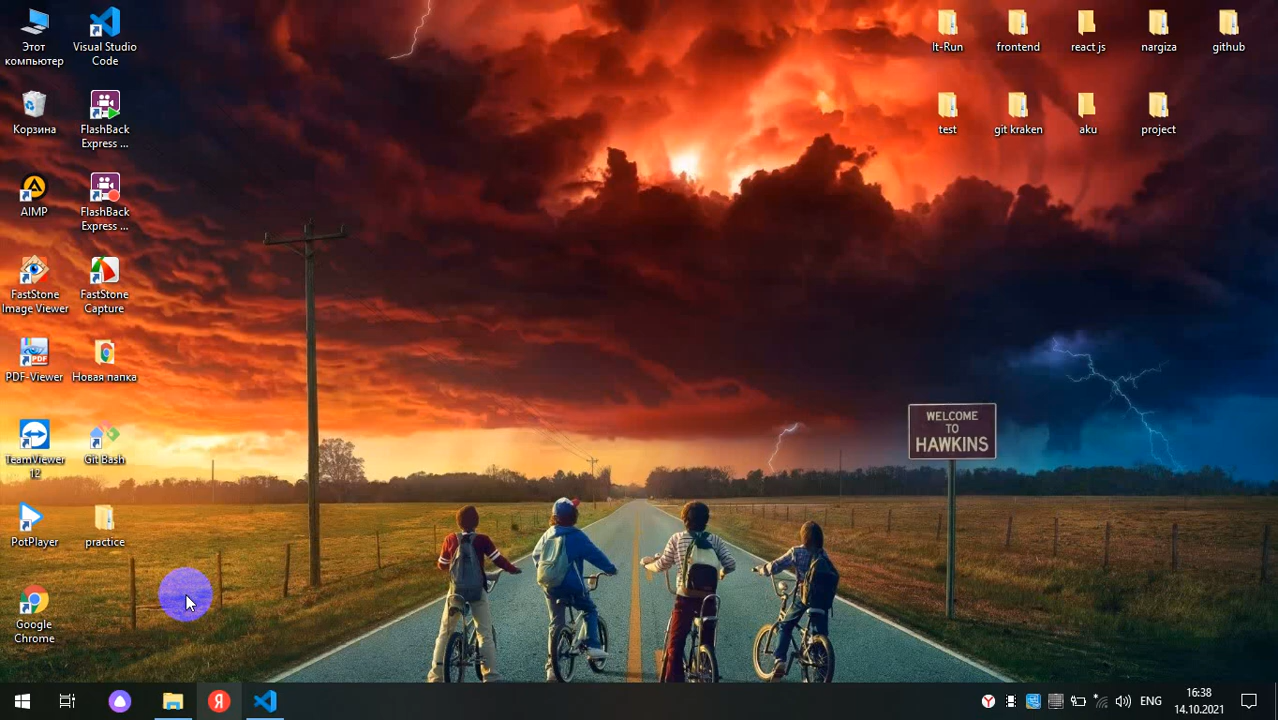 Этот
компьютер
Visual Studio
Code
Корзина
FlashBack
Express ...
AIMP
FlashBack
Express ...
FastStone
Image Viewer
FastStone
Capture
PDF-Viewer
Новая папка
TeamViewer
12
Git Bash
PotPlayer
practice
Google
Chrome
It-Run
frontend
react js
nargiza
github
test
git kraken
aku
project
WELCOME
TO
HAWKINS
ENG
16:38
14.10.2021